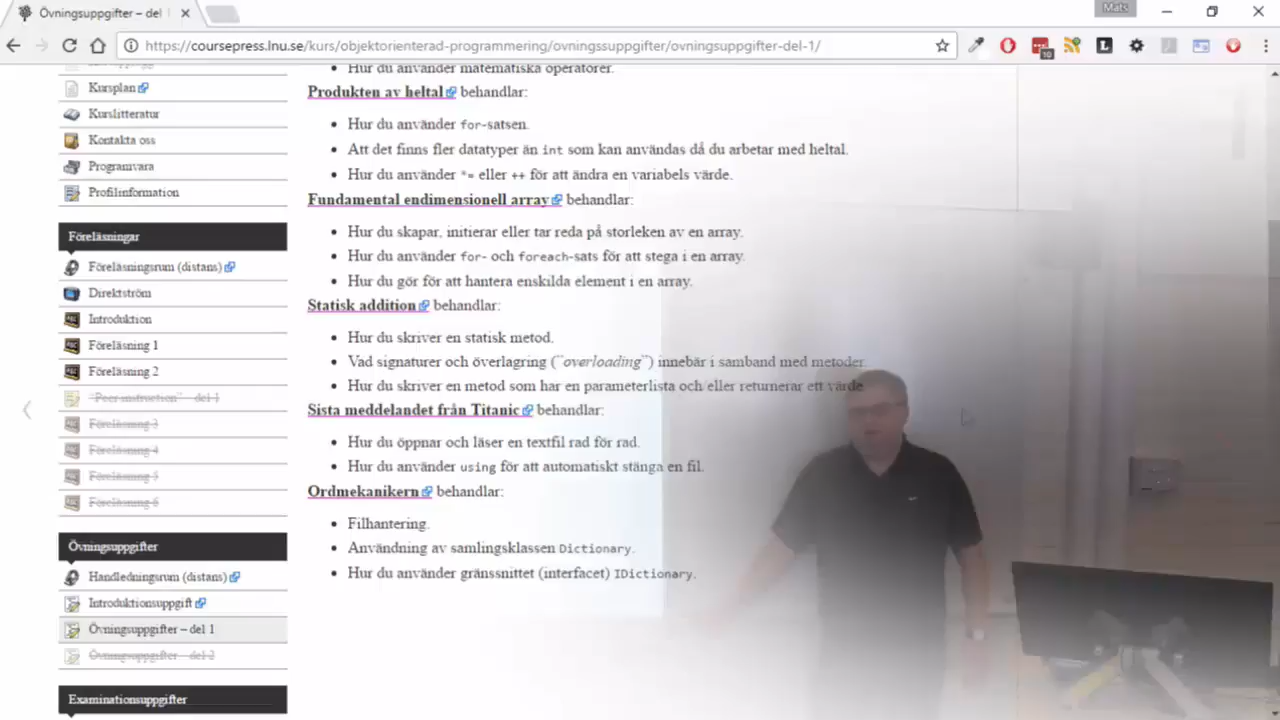 Övningsuppgifter – del
Mats
https://coursepress.lnu.se/kurs/objektorienterad-programmering/ovningssuppgifter/ovningsuppgifter-del-1/
10
Kursplan
Kurslitteratur
Kontakta oss
Programvara
Profilinformation
Föreläsningar
Föreläsningsrum (distans)
Direktström
Introduktion
Föreläsning 1
Föreläsning 2
"Peer instruction" – del 1
Föreläsning 3
Föreläsning 4
Föreläsning 5
Föreläsning 6
Övningsuppgifter
Handledningsrum (distans)
Introduktionsuppgift
Övningsuppgifter – del 1
Övningsuppgifter – del 2
Examinationsuppgifter
Hur du använder matematiska operatorer.
Produkten av heltal behandlar:
Hur du använder for-satsen.
Att det finns fler datatyper än int som kan användas då du arbetar med heltal.
Hur du använder *= eller ++ för att ändra en variabels värde.
Fundamental endimensionell array behandlar:
Hur du skapar, initierar eller tar reda på storleken av en array.
Hur du använder for- och foreach-sats för att stega i en array.
Hur du gör för att hantera enskilda element i en array.
Statisk addition behandlar:
Hur du skriver en statisk metod.
Vad signaturer och överlagring (¨overloading¨) innebär i samband med metoder.
Hur du skriver en metod som har en parameterlista och eller returnerar ett värde
Sista meddelandet från Titanic behandlar:
Hur du öppnar och läser en textfil rad för rad.
Hur du använder using för att automatiskt stänga en fil.
Ordmekanikern behandlar:
Filhantering.
Användning av samlingsklassen Dictionary.
Hur du använder gränssnittet (interfacet) IDictionary.